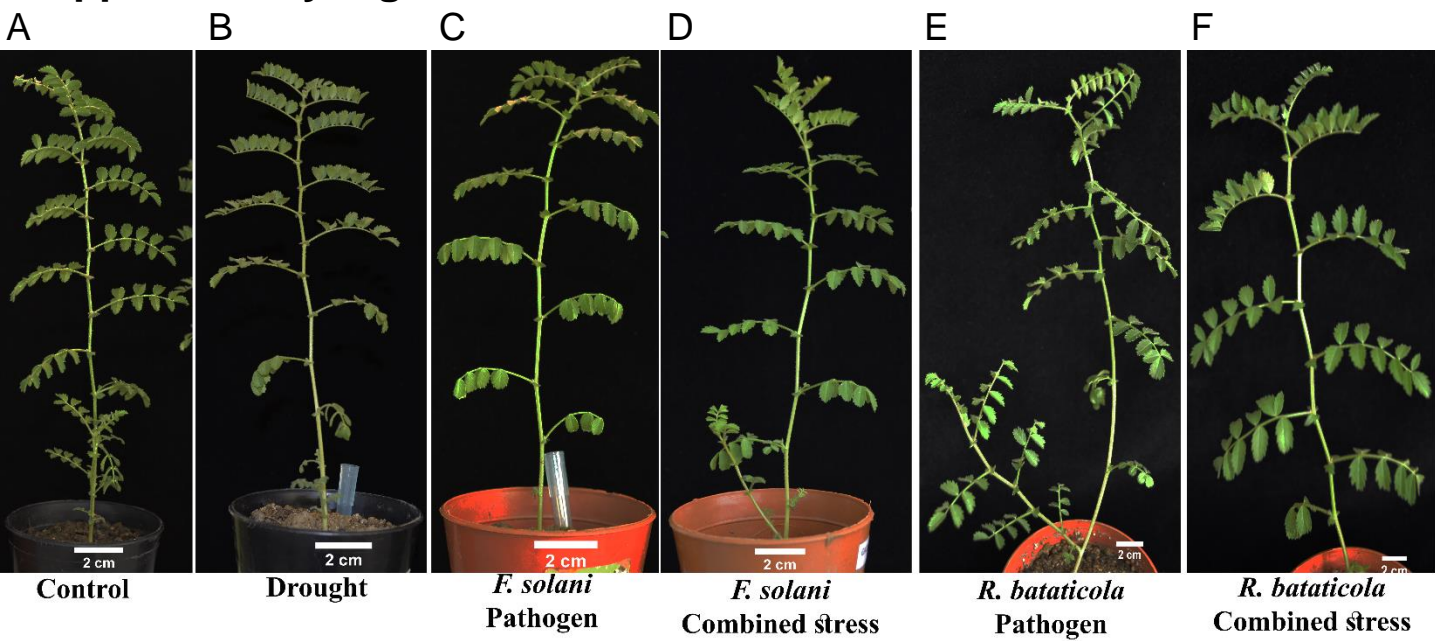 A
B
C
D
E
F
2 cm
2 cm
2 cm
2 cm
2 cm
2 cm
Control
Drought
F. solani
Pathogen
F. solani
Combined stress
R. bataticola
Pathogen
R. bataticola
Combined stress